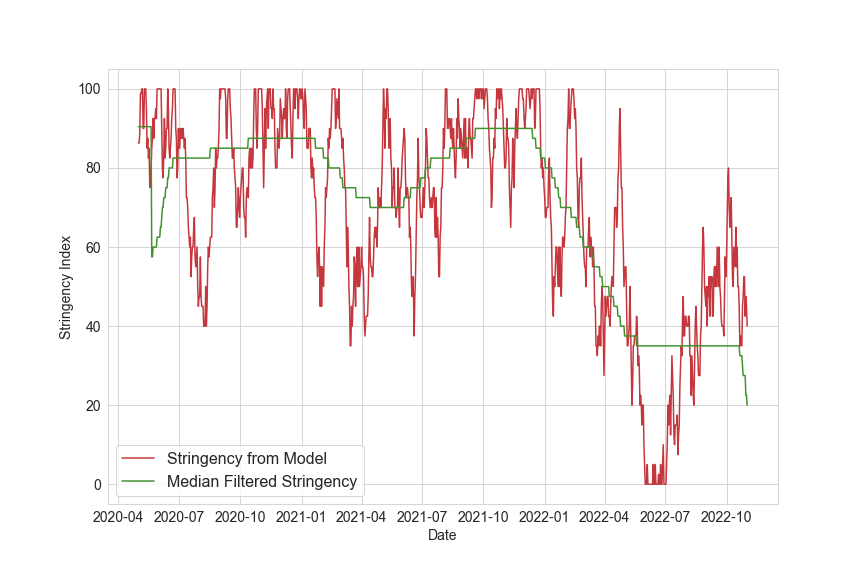 100
80
60
40
20
0
Stringency Index
Stringency from Model
Median Filtered Stringency
2020-04 2020-07 2020-10 2021-01 2021-04 2021-07 2021-10 2022-01 2022-04 2022-07 2022-10
Date